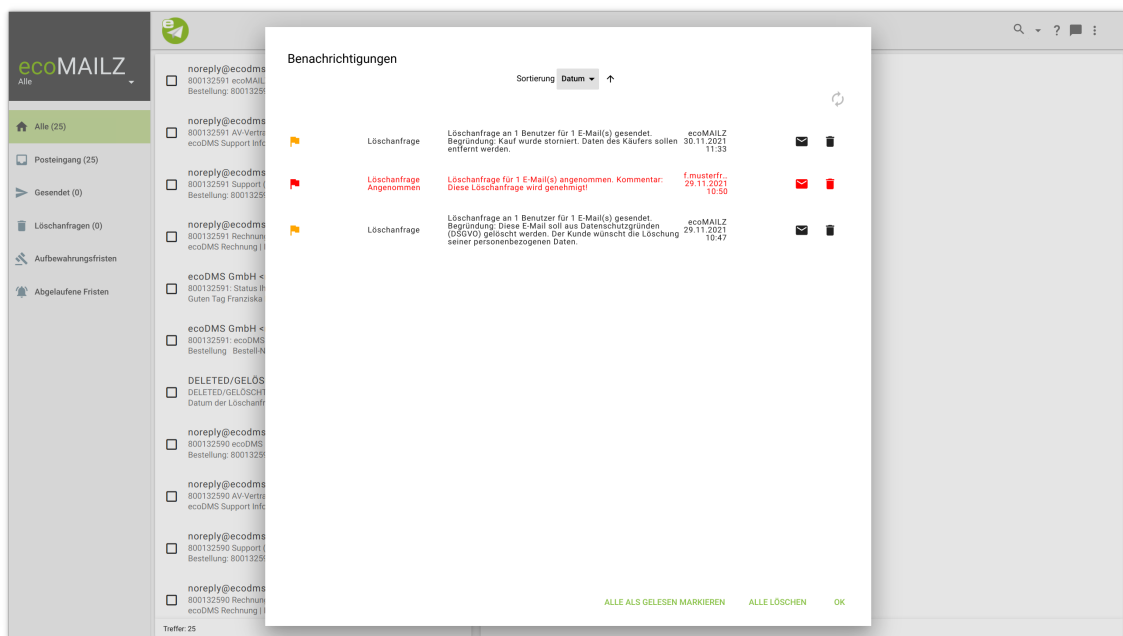 ecoMAILZ
Alle
Alle (25)
Posteingang (25)
Gesendet (0)
Löschanfragen (0)
Aufbewahrungsfristen
Abgelaufene Fristen
e
?
noreply@ecodms
800132591 ecoMAIL
Bestellung: 80013259
noreply@ecodms
800132591 AV-Vertra
ecoDMS Support Info
noreply@ecodms
800132591 Support (
Bestellung: 80013259
noreply@ecodms
800132591 Rechnun
ecoDMS Rechnung |
ecoDMS GmbH <
800132591: Status Ih
Guten Tag Franziska
ecoDMS GmbH <
800132591: ecoDMS
Bestellung Bestell-N
DELETED/GELÖS
DELETED/GELÖSCHT
Datum der Löschanfr
noreply@ecodms
800132590 ecoDMS
Bestellung: 80013259
noreply@ecodms
800132590 AV-Vertra
ecoDMS Support Info
noreply@ecodms
800132590 Support (
Bestellung: 80013259
noreply@ecodms
800132590 Rechnun
ecoDMS Rechnung |
Treffer: 25
Benachrichtigungen
Sortierung Datum
Löschanfrage
Löschanfrage an 1 Benutzer für 1 E-Mail(s) gesendet.
Begründung: Kauf wurde storniert. Daten des Käufers sollen
entfernt werden.
ecoMAILZ
30.11.2021
11:33
Löschanfrage
Angenommen
Löschanfrage für 1 E-Mail(s) angenommen. Kommentar:
Diese Löschanfrage wird genehmigt!
f.musterfr..
29.11.2021
10:50
Löschanfrage
Löschanfrage an 1 Benutzer für 1 E-Mail(s) gesendet.
Begründung: Diese E-Mail soll aus Datenschutzgründen
(DSGVO) gelöscht werden. Der Kunde wünscht die Löschung
seiner personenbezogenen Daten.
ecoMAILZ
29.11.2021
10:47
ALLE ALS GELESEN MARKIEREN
ALLE LÖSCHEN
OK